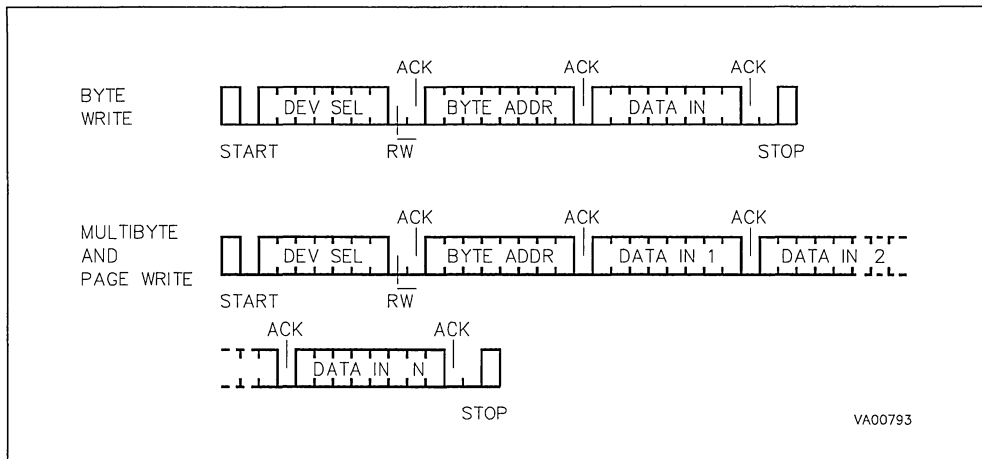 ACK ACK ACK
BYTE
WRITE
DEV SEL BYTE ADDR DATA IN
START RW STOP
ACK ACK ACK
MULTIBYTE
AND
PAGE WRITE
DEV SEL BYTE ADDR DATA IN 1 DATA IN 2
START RW
ACK ACK
DATA IN N
STOP
VA00793